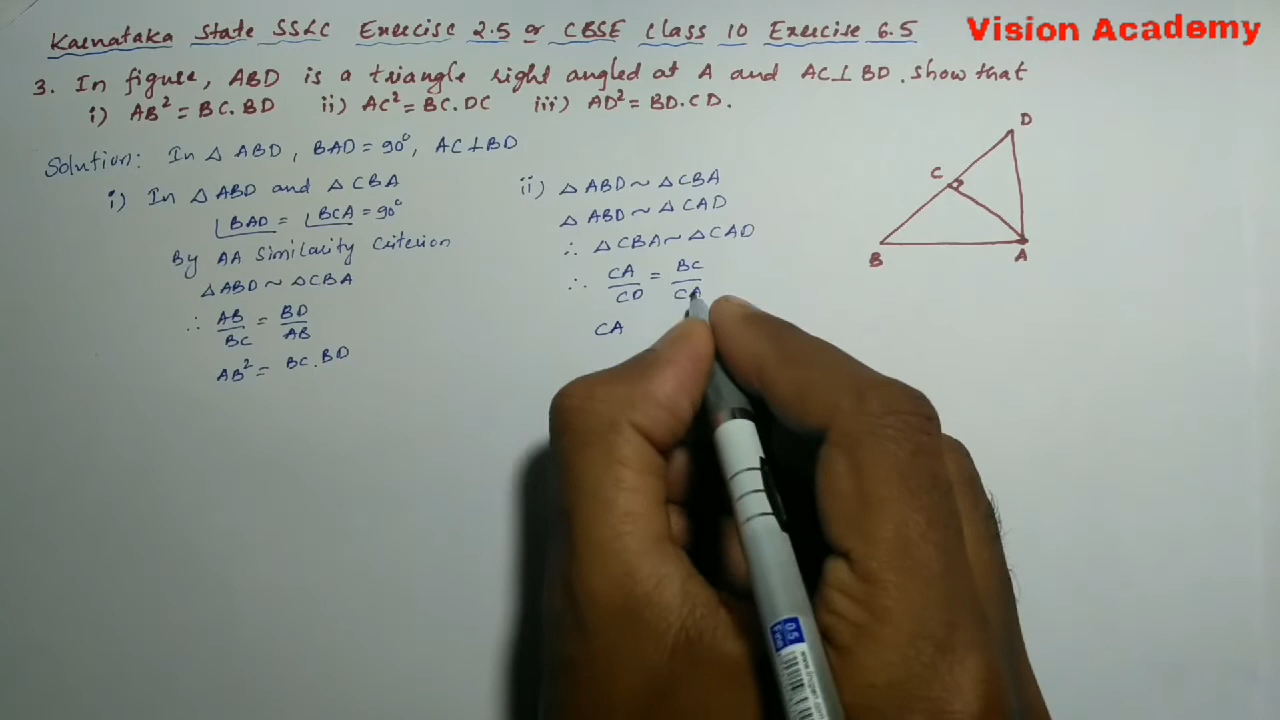 Karnataka State SSLC Exercise 2.5 or CBSE Class 10 Exercise 6.5
Vision Academy
3. In figure, ABD is a triangle right angled at A and AC⊥BD. show that
i) AB² = BC.BD ii) AC² = BC.DC iii) AD² = BD.CD.
Solution: In △ ABD, BAD = 90°, AC⊥BD
i) In △ABD and △CBA
∠BAD = ∠BCA = 90°
By AA Similarity Criterion
△ABD ~ △CBA
∴ AB/BC = BD/AB
AB² = BC.BD
ii) △ABD ~ △CBA
△ABD ~ △CAD
∴ △CBA ~ △CAD
∴ CA/CD = BC/CA
CA
D
C
B
A
0.5
Fine